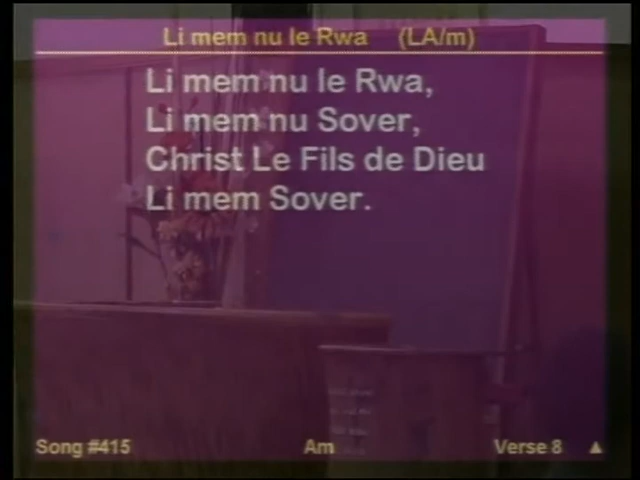 Li mem nu le Rwa (LA/m)
Li mem nu le Rwa,
Li mem nu Sover,
Christ Le Fils de Dieu
Li mem Sover.
Song #415 Am Verse 8 ▲